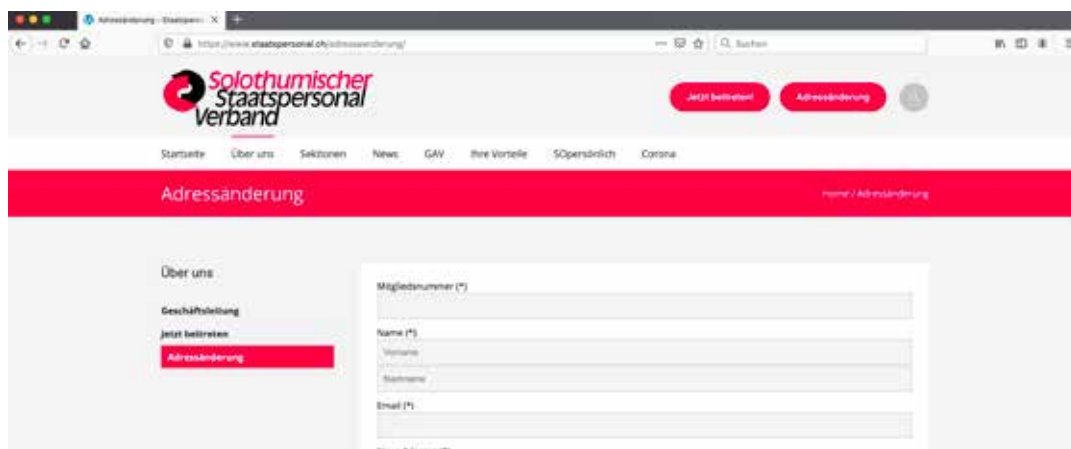 Adressänderung - Staatsperso
https://www.staatspersonal.ch/adressaenderung/
Suchen
Solothurnischer
Staatspersonal
Verband
Jetzt beitreten!
Adressänderung
Startseite Über uns Sektionen News GAV Ihre Vorteile SOpersönlich Corona
Adressänderung
Home / Adressänderung
Über uns
Geschäftsleitung
Jetzt beitreten
Adressänderung
Mitgliedsnummer (*)
Name (*)
Vorname
Nachname
Email (*)